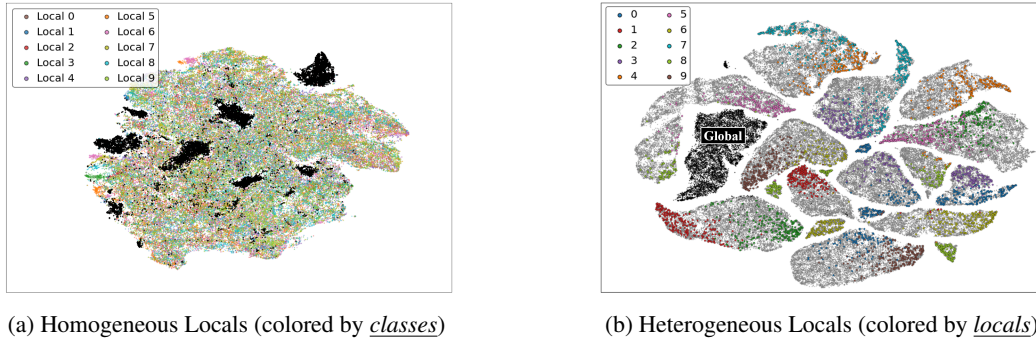 Local 0 Local 5
Local 1 Local 6
Local 2 Local 7
Local 3 Local 8
Local 4 Local 9
0 5
1 6
2 7
3 8
4 9
Global
(a) Homogeneous Locals (colored by classes)
(b) Heterogeneous Locals (colored by locals)